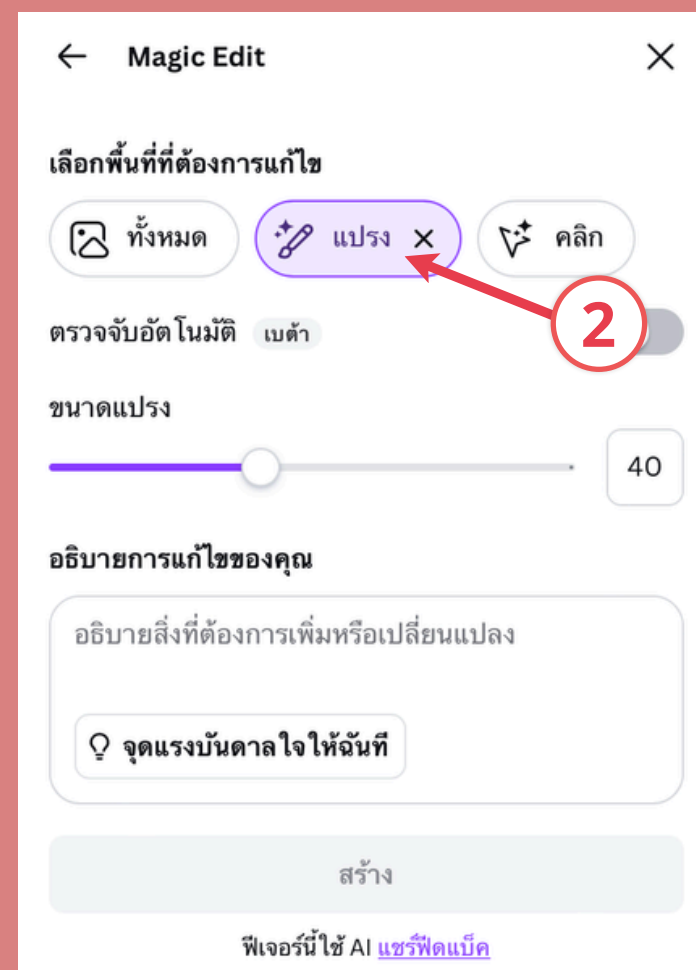 Magic Edit
เลือกพื้นที่ที่ต้องการแก้ไข
ทั้งหมด แปรง คลิก
ตรวจจับอัตโนมัติ เบต้า 2
ขนาดแปรง
40
อธิบายการแก้ไขของคุณ
อธิบายสิ่งที่ต้องการเพิ่มหรือเปลี่ยนแปลง
จุดแรงบันดาลใจให้ฉันที
สร้าง
ฟีเจอร์นี้ใช้ AI แชร์ฟีดแบ็ค